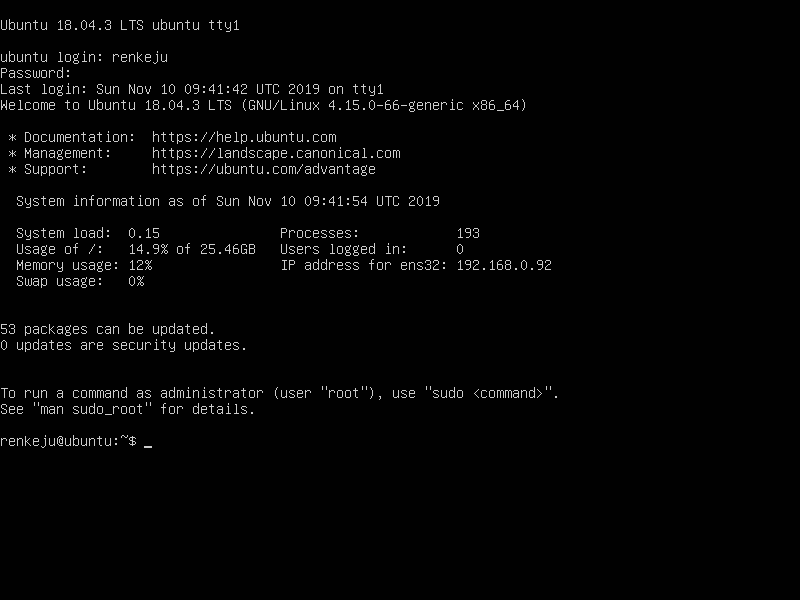 Ubuntu 18.04.3 LTS ubuntu tty1
ubuntu login: renkeju
Password:
Last login: Sun Nov 10 09:41:42 UTC 2019 on tty1
Welcome to Ubuntu 18.04.3 LTS (GNU/Linux 4.15.0-66-generic x86_64)
* Documentation:  https://help.ubuntu.com
* Management:     https://landscape.canonical.com
* Support:        https://ubuntu.com/advantage
System information as of Sun Nov 10 09:41:54 UTC 2019
System load:  0.15               Processes:            193
Usage of /:   14.9% of 25.46GB   Users logged in:      0
Memory usage: 12%                IP address for ens32: 192.168.0.92
Swap usage:   0%
53 packages can be updated.
0 updates are security updates.
To run a command as administrator (user "root"), use "sudo <command>".
See "man sudo_root" for details.
renkeju@ubuntu:~$ _